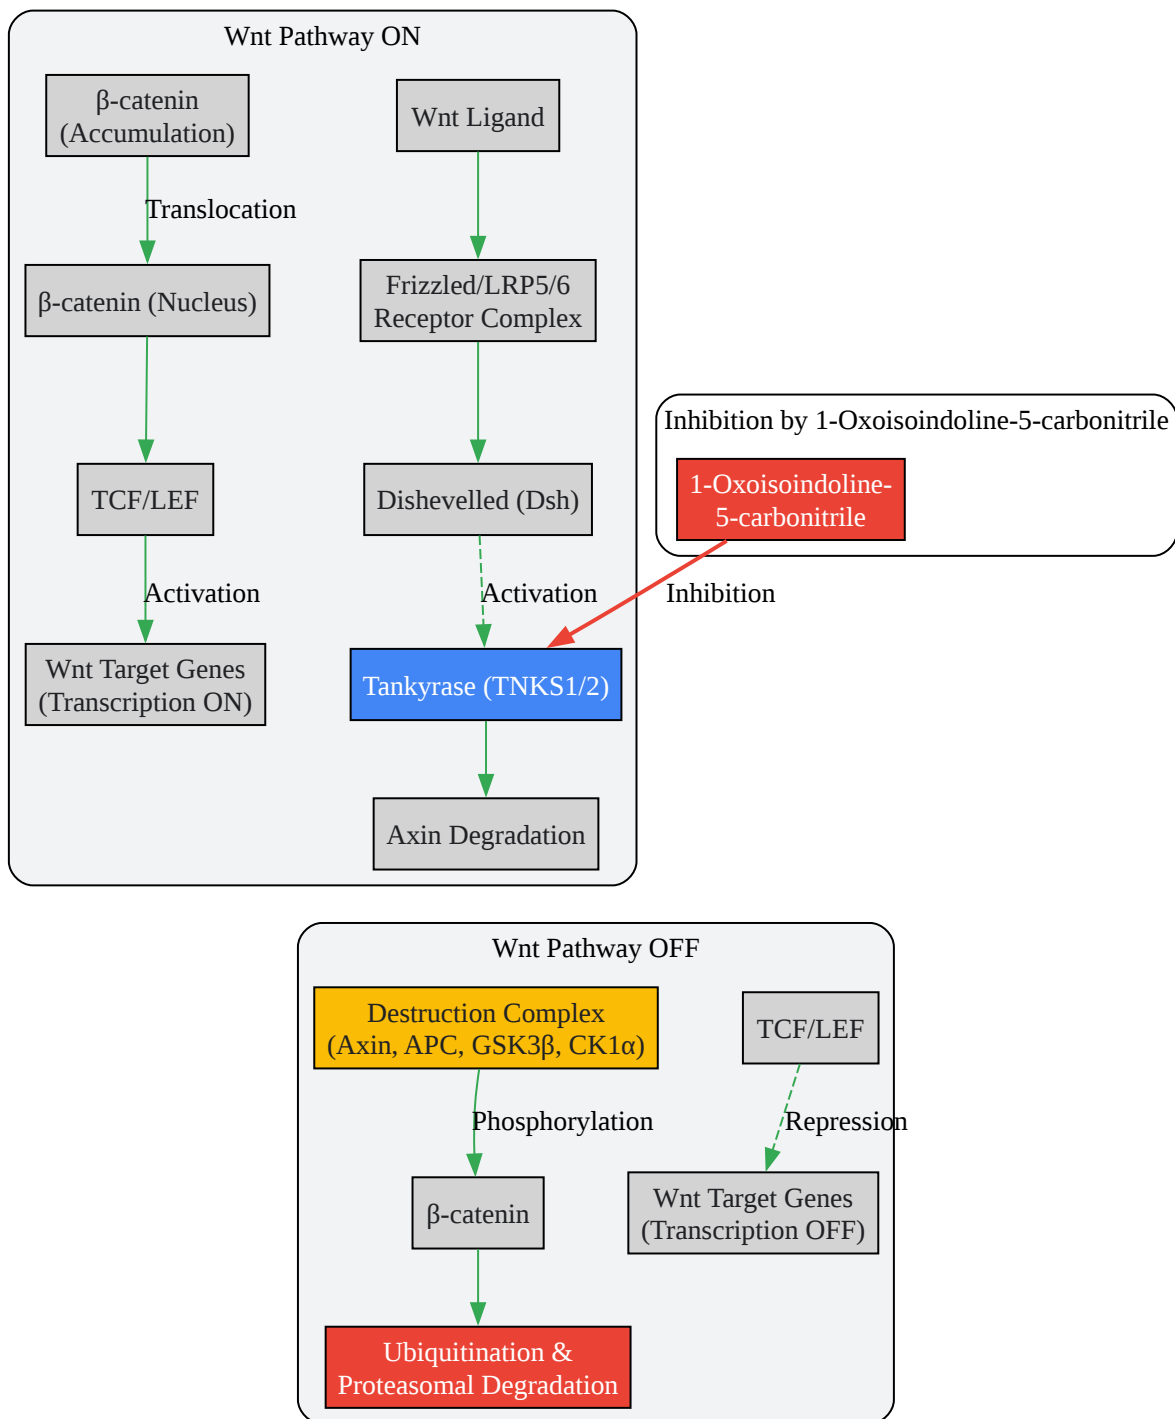 Wnt Pathway ON
β-catenin
(Accumulation)
Translocation
β-catenin (Nucleus)
TCF/LEF
Activation
Wnt Target Genes
(Transcription ON)
Wnt Ligand
Frizzled/LRP5/6
Receptor Complex
Dishevelled (Dsh)
Activation
Tankyrase (TNKS1/2)
Axin Degradation
Inhibition by 1-Oxoisoindoline-5-carbonitrile
1-Oxoisoindoline-
5-carbonitrile
Inhibition
Wnt Pathway OFF
Destruction Complex
(Axin, APC, GSK3β, CK1α)
Phosphorylation
β-catenin
Ubiquitination &
Proteasomal Degradation
TCF/LEF
Repression
Wnt Target Genes
(Transcription OFF)